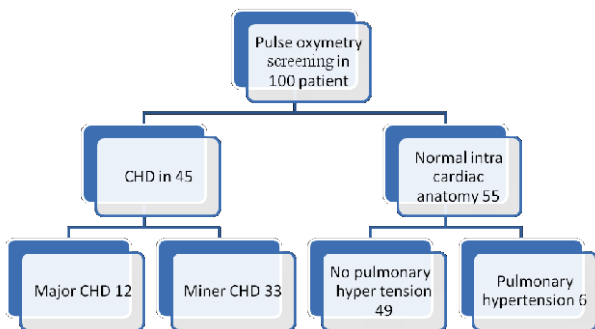 Pulse oxymetry
screening in
100 patient
CHD in 45
Normal intra
cardiac
anatomy 55
Major CHD 12
Miner CHD 33
No pulmonary
hyper tension
49
Pulmonary
hypertension 6